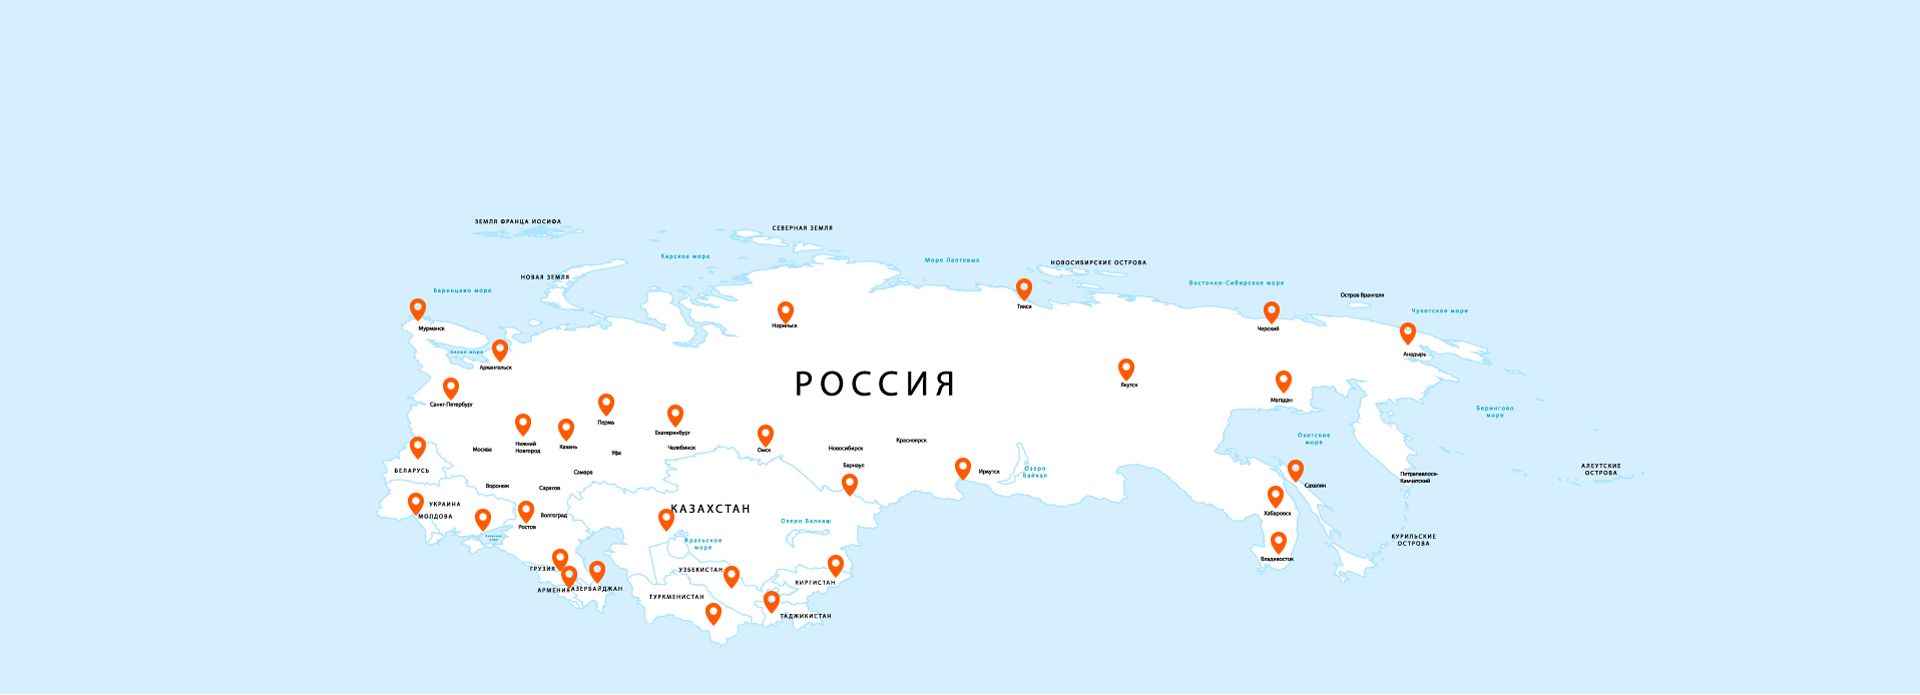 ЗЕМЛЯ ФРАНЦА ИОСИФА
СЕВЕРНАЯ ЗЕМЛЯ
Карское море
Море Лаптевых
НОВОСИБИРСКИЕ ОСТРОВА
НОВАЯ ЗЕМЛЯ
Восточно-Сибирское море
Баренцево море
Остров Врангеля
Тикси
Чукотское море
Мурманск
Норильск
Черский
Белое море
Анадырь
Архангельск
РОССИЯ
Якутск
Магадан
Санкт-Петербург
Берингово
море
Пермь
Екатеринбург
Нижний
Новгород
Казань
Москва
Уфа
Челябинск
Омск
Новосибирск
Красноярск
Охотское
море
Барнаул
Иркутск
Озеро
Байкал
БЕЛАРУСЬ
Самара
Петрапавлоск-
Камчатский
АЛЕУТСКИЕ
ОСТРОВА
Воронеж
Саратов
Сахалин
УКРАИНА
МОЛДОВА
Волгоград
Ростов
КАЗАХСТАН
Хабаровск
Озеро Балхаш
Аральское
море
КУРИЛЬСКИЕ
ОСТРОВА
Владивосток
ГРУЗИЯ
УЗБЕКИСТАН
КИРГИСТАН
АРМЕНИЯ
АЗЕРБАЙДЖАН
ТУРКМЕНИСТАН
ТАДЖИКИСТАН